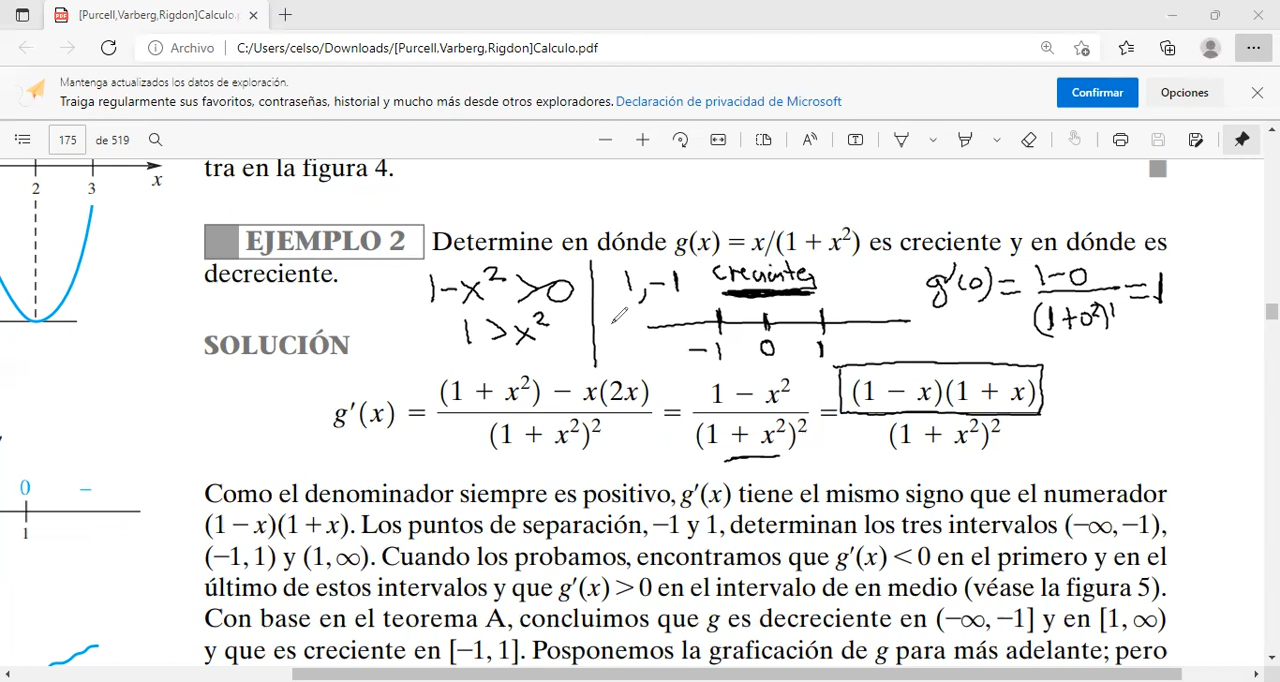 [Purcell,Varberg,Rigdon]Calculo.p
Archivo | C:/Users/celso/Downloads/[Purcell,Varberg,Rigdon]Calculo.pdf
Mantenga actualizados los datos de exploración.
Traiga regularmente sus favoritos, contraseñas, historial y mucho más desde otros exploradores. Declaración de privacidad de Microsoft
Confirmar
Opciones
175 de 519
tra en la figura 4.
2 3 x
EJEMPLO 2 Determine en dónde g(x) = x/(1 + x²) es creciente y en dónde es
decreciente.
1-x² > 0
1 > x²
1, -1
creciente
-1 0 1
g'(0) = (1-0)/(1+0²)' = 1
SOLUCIÓN
g′(x) = ((1 + x²) − x(2x))/(1 + x²)² = (1 − x²)/(1 + x²)² = ((1 − x)(1 + x))/(1 + x²)²
0 −
1
Como el denominador siempre es positivo, g′(x) tiene el mismo signo que el numerador
(1 − x)(1 + x). Los puntos de separación, −1 y 1, determinan los tres intervalos (−∞, −1),
(−1, 1) y (1, ∞). Cuando los probamos, encontramos que g′(x) < 0 en el primero y en el
último de estos intervalos y que g′(x) > 0 en el intervalo de en medio (véase la figura 5).
Con base en el teorema A, concluimos que g es decreciente en (−∞, −1] y en [1, ∞)
y que es creciente en [−1, 1]. Posponemos la graficación de g para más adelante; pero